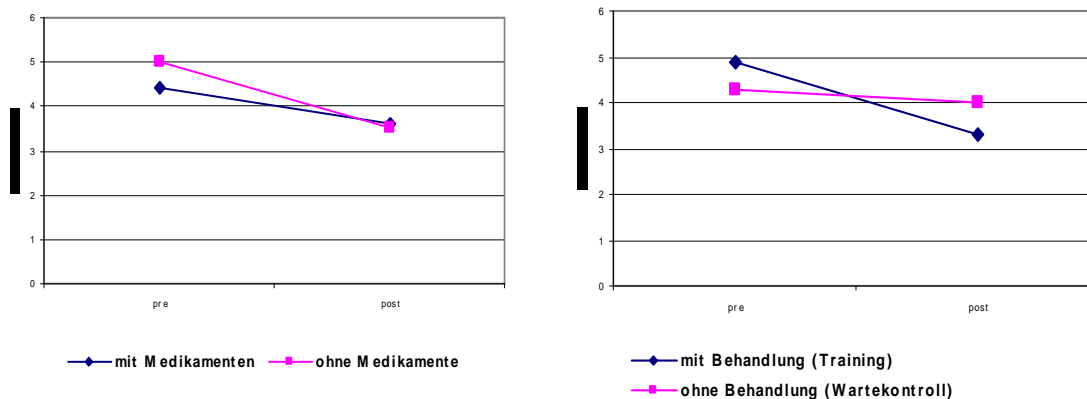 6
5
4
3
2
1
0
pre
post
mit Medikamenten
ohne Medikamente
6
5
4
3
2
1
0
pre
post
mit Behandlung (Training)
ohne Behandlung (Wartekontroll)